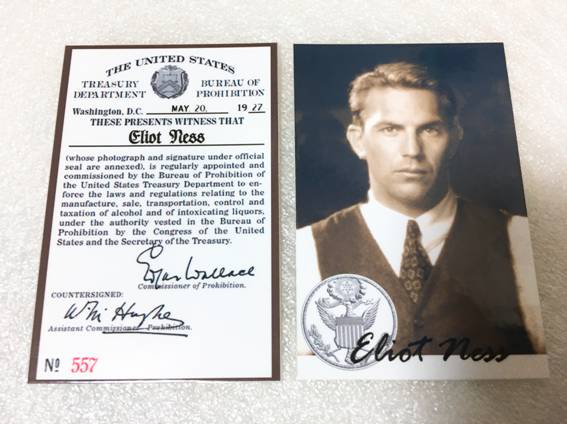 THE UNITED STATES
TREASURY DEPARTMENT
BUREAU OF PROHIBITION
Washington, D.C. MAY. 20. 1927
THESE PRESENTS WITNESS THAT
Eliot Ness
(whose photograph and signature under official
seal are annexed), is regularly appointed and
commissioned by the Bureau of Prohibition of
the United States Treasury Department to en-
force the laws and regulations relating to the
manufacture, sale, transportation, control and
taxation of alcohol and of intoxicating liquors,
under the authority vested in the Bureau of
Prohibition by the Congress of the United
States and the Secretary of the Treasury.
Wallace
Commissioner of Prohibition.
COUNTERSIGNED:
Assistant Commissioner Prohibition.
No 557
Eliot Ness